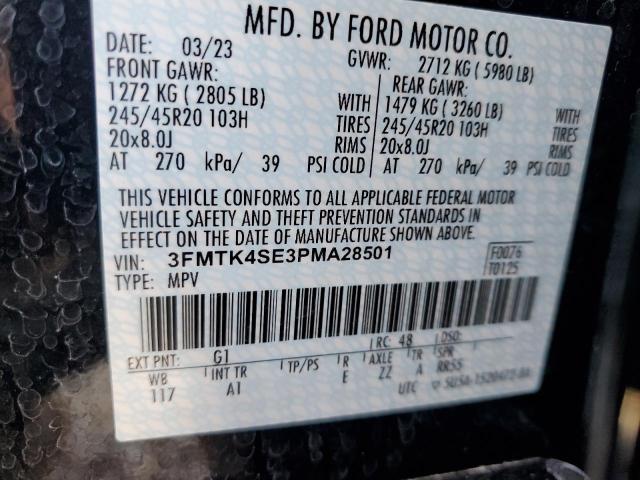 MFD. BY FORD MOTOR CO.
DATE: 03/23 GVWR: 2712 KG ( 5980 LB)
FRONT GAWR: REAR GAWR:
1272 KG ( 2805 LB) WITH 1479 KG ( 3260 LB) WITH
245/45R20 103H TIRES 245/45R20 103H TIRES
20x8.0J RIMS 20x8.0J RIMS
AT 270 kPa/ 39 PSI COLD AT 270 kPa/ 39 PSI COLD
THIS VEHICLE CONFORMS TO ALL APPLICABLE FEDERAL MOTOR
VEHICLE SAFETY AND THEFT PREVENTION STANDARDS IN
EFFECT ON THE DATE OF MANUFACTURE SHOWN ABOVE.
VIN: 3FMTK4SE3PMA28501 F0076
TYPE: MPV T0125
EXT PNT: G1 RC: 48 DSO:
WB INT TR TP/PS R AXLE TR SPR
117 A1 E ZZ A RR55
UTC